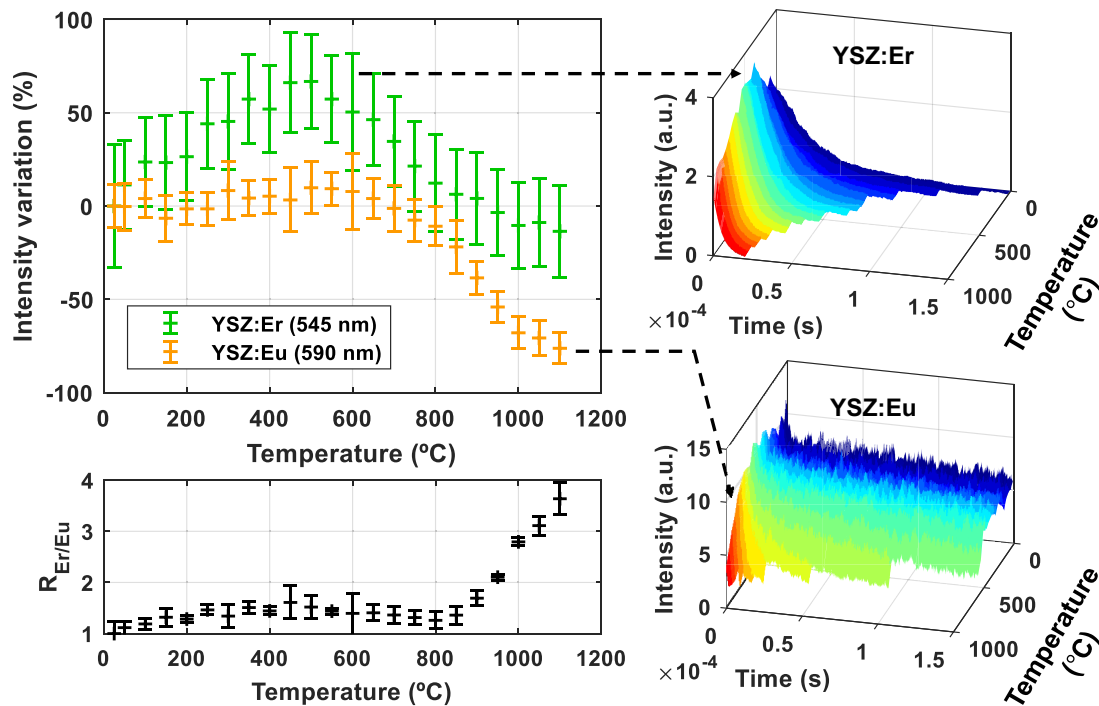 Intensity variation (%)
100
50
0
-50
-100
YSZ:Er (545 nm)
YSZ:Eu (590 nm)
0 200 400 600 800 1000 1200
Temperature (ºC)
R Er/Eu
4
3
2
1
0 200 400 600 800 1000 1200
Temperature (ºC)
YSZ:Er
Intensity (a.u.)
4
2
0
0 0.5 1 1.5
×10-4
Time (s)
0
500
1000
Temperature
(°C)
YSZ:Eu
Intensity (a.u.)
15
10
5
0
0 0.5 1 1.5
×10-4
Time (s)
0
500
1000
Temperature
(°C)